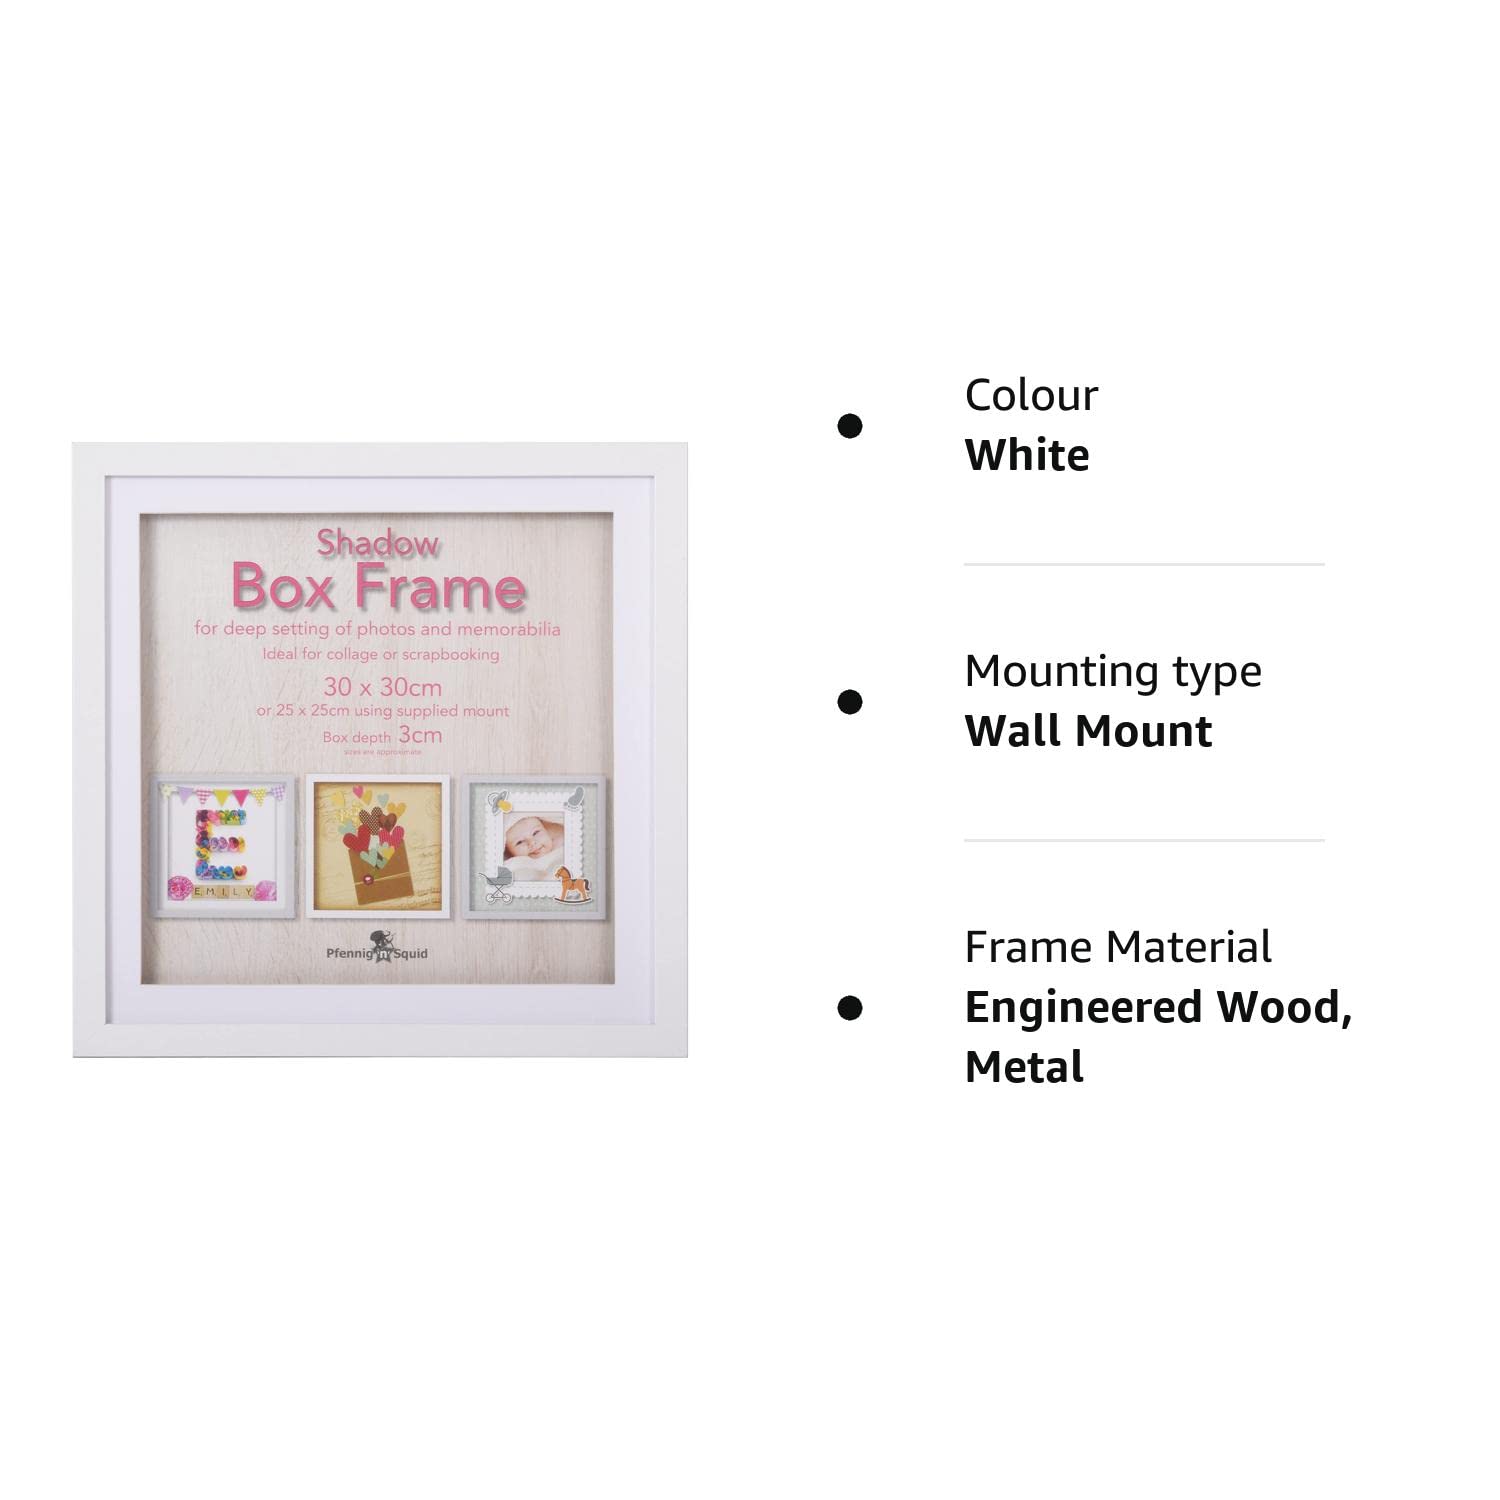 Shadow
Box Frame
for deep setting of photos and memorabilia
Ideal for collage or scrapbooking
30 x 30cm
or 25 x 25cm using supplied mount
Box depth 3cm
sizes are approximate
E
EMILY
Pfennig 'n' Squid
Colour
White
Mounting type
Wall Mount
Frame Material
Engineered Wood,
Metal